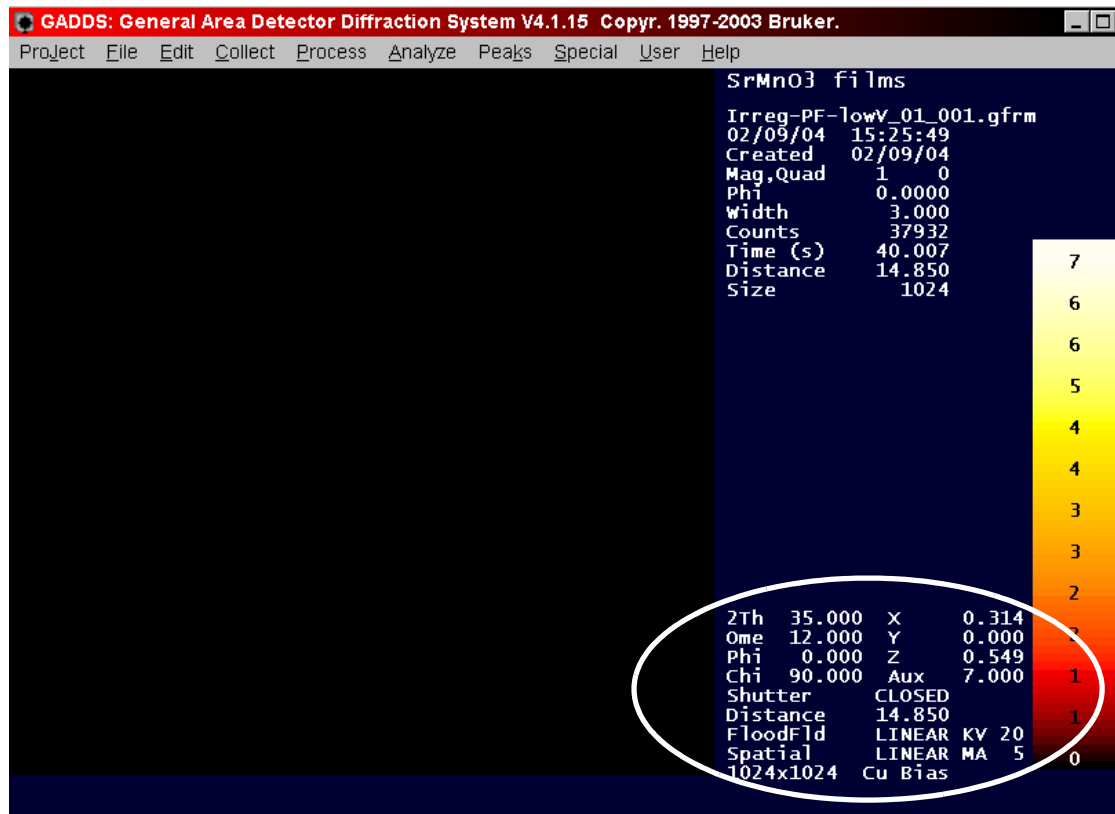 GADDS: General Area Detector Diffraction System V4.1.15 Copyr. 1997-2003 Bruker.
ProJect File Edit Collect Process Analyze Peaks Special User Help
SrMnO3 films
Irreg-PF-lowV_01_001.gfrm
02/09/04 15:25:49
Created 02/09/04
Mag,Quad 1 0
Phi 0.0000
Width 3.000
Counts 37932
Time (s) 40.007
Distance 14.850
Size 1024
7
6
6
5
4
4
3
3
2
2
1
1
0
2Th 35.000 X 0.314
Ome 12.000 Y 0.000
Phi 0.000 Z 0.549
Chi 90.000 Aux 7.000
Shutter CLOSED
Distance 14.850
FloodFld LINEAR KV 20
Spatial LINEAR MA 5
1024x1024 Cu Bias